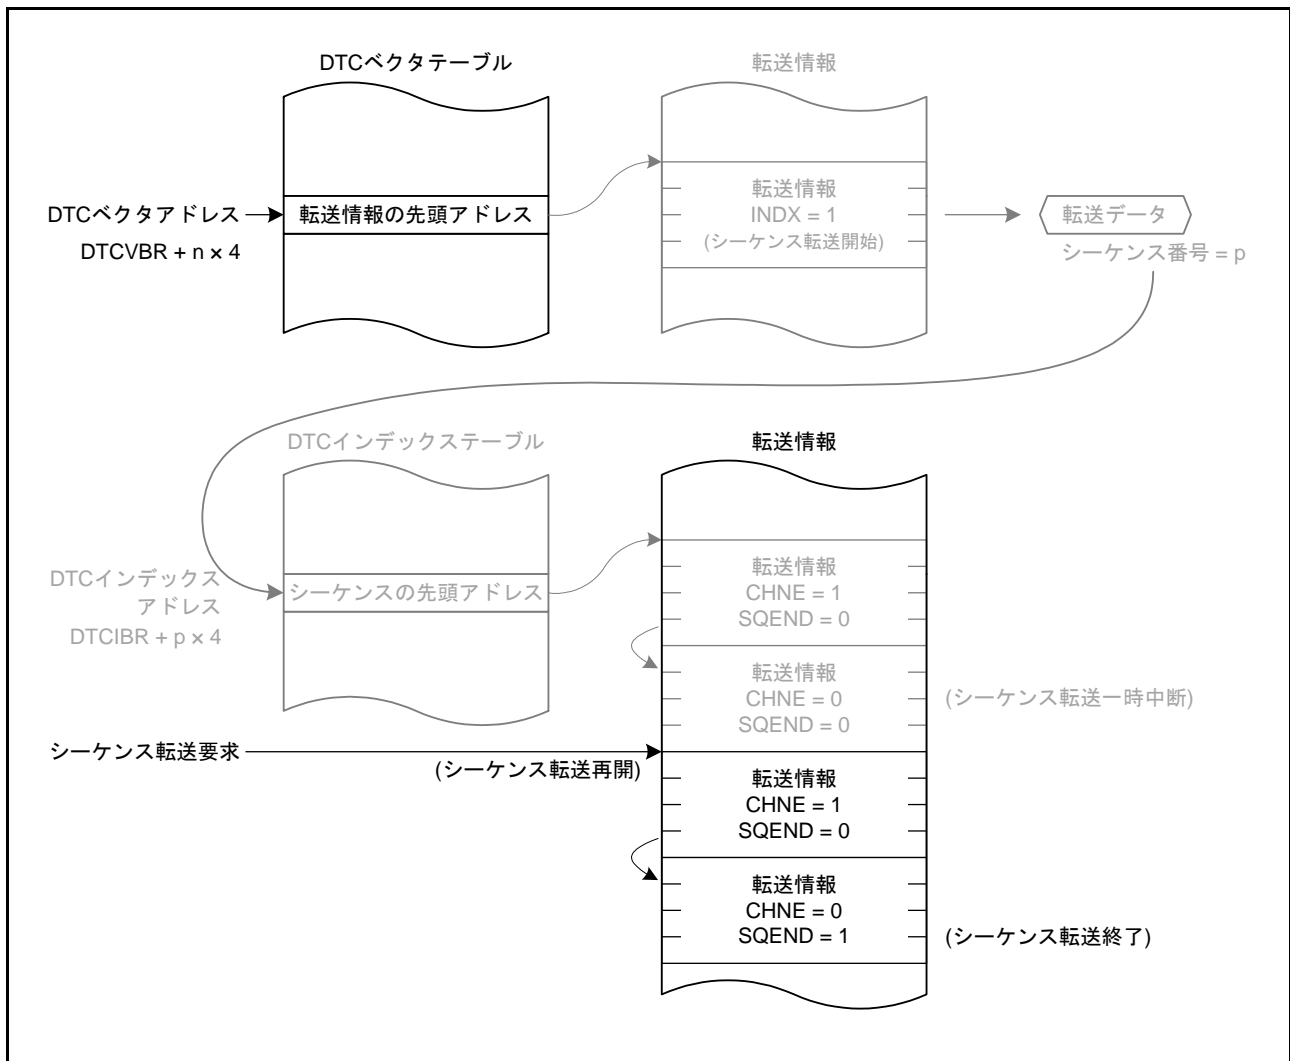 DTCベクタテーブル
転送情報
DTCベクタアドレス
DTCVBR + n × 4
転送情報の先頭アドレス
転送情報
INDX = 1
(シーケンス転送開始)
転送データ
シーケンス番号 = p
DTCインデックステーブル
転送情報
DTCインデックス
アドレス
DTCIBR + p × 4
シーケンスの先頭アドレス
転送情報
CHNE = 1
SQEND = 0
転送情報
CHNE = 0
SQEND = 0
(シーケンス転送一時中断)
シーケンス転送要求
(シーケンス転送再開)
転送情報
CHNE = 1
SQEND = 0
転送情報
CHNE = 0
SQEND = 1
(シーケンス転送終了)